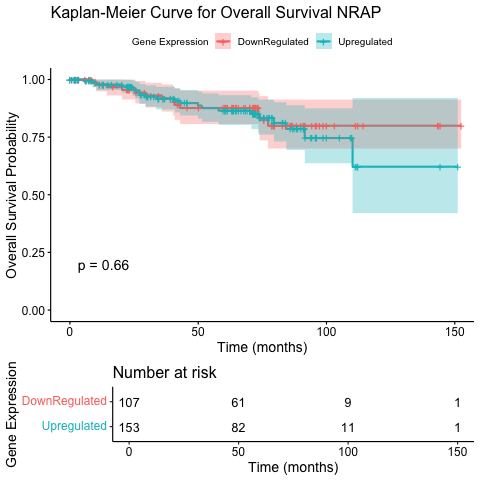 Kaplan-Meier Curve for Overall Survival NRAP
Gene Expression DownRegulated Upregulated
Overall Survival Probability
1.00
0.75
0.50
0.25
0.00
p = 0.66
0 50 100 150
Time (months)
Number at risk
Gene Expression
DownRegulated 107 61 9 1
Upregulated 153 82 11 1
0 50 100 150
Time (months)